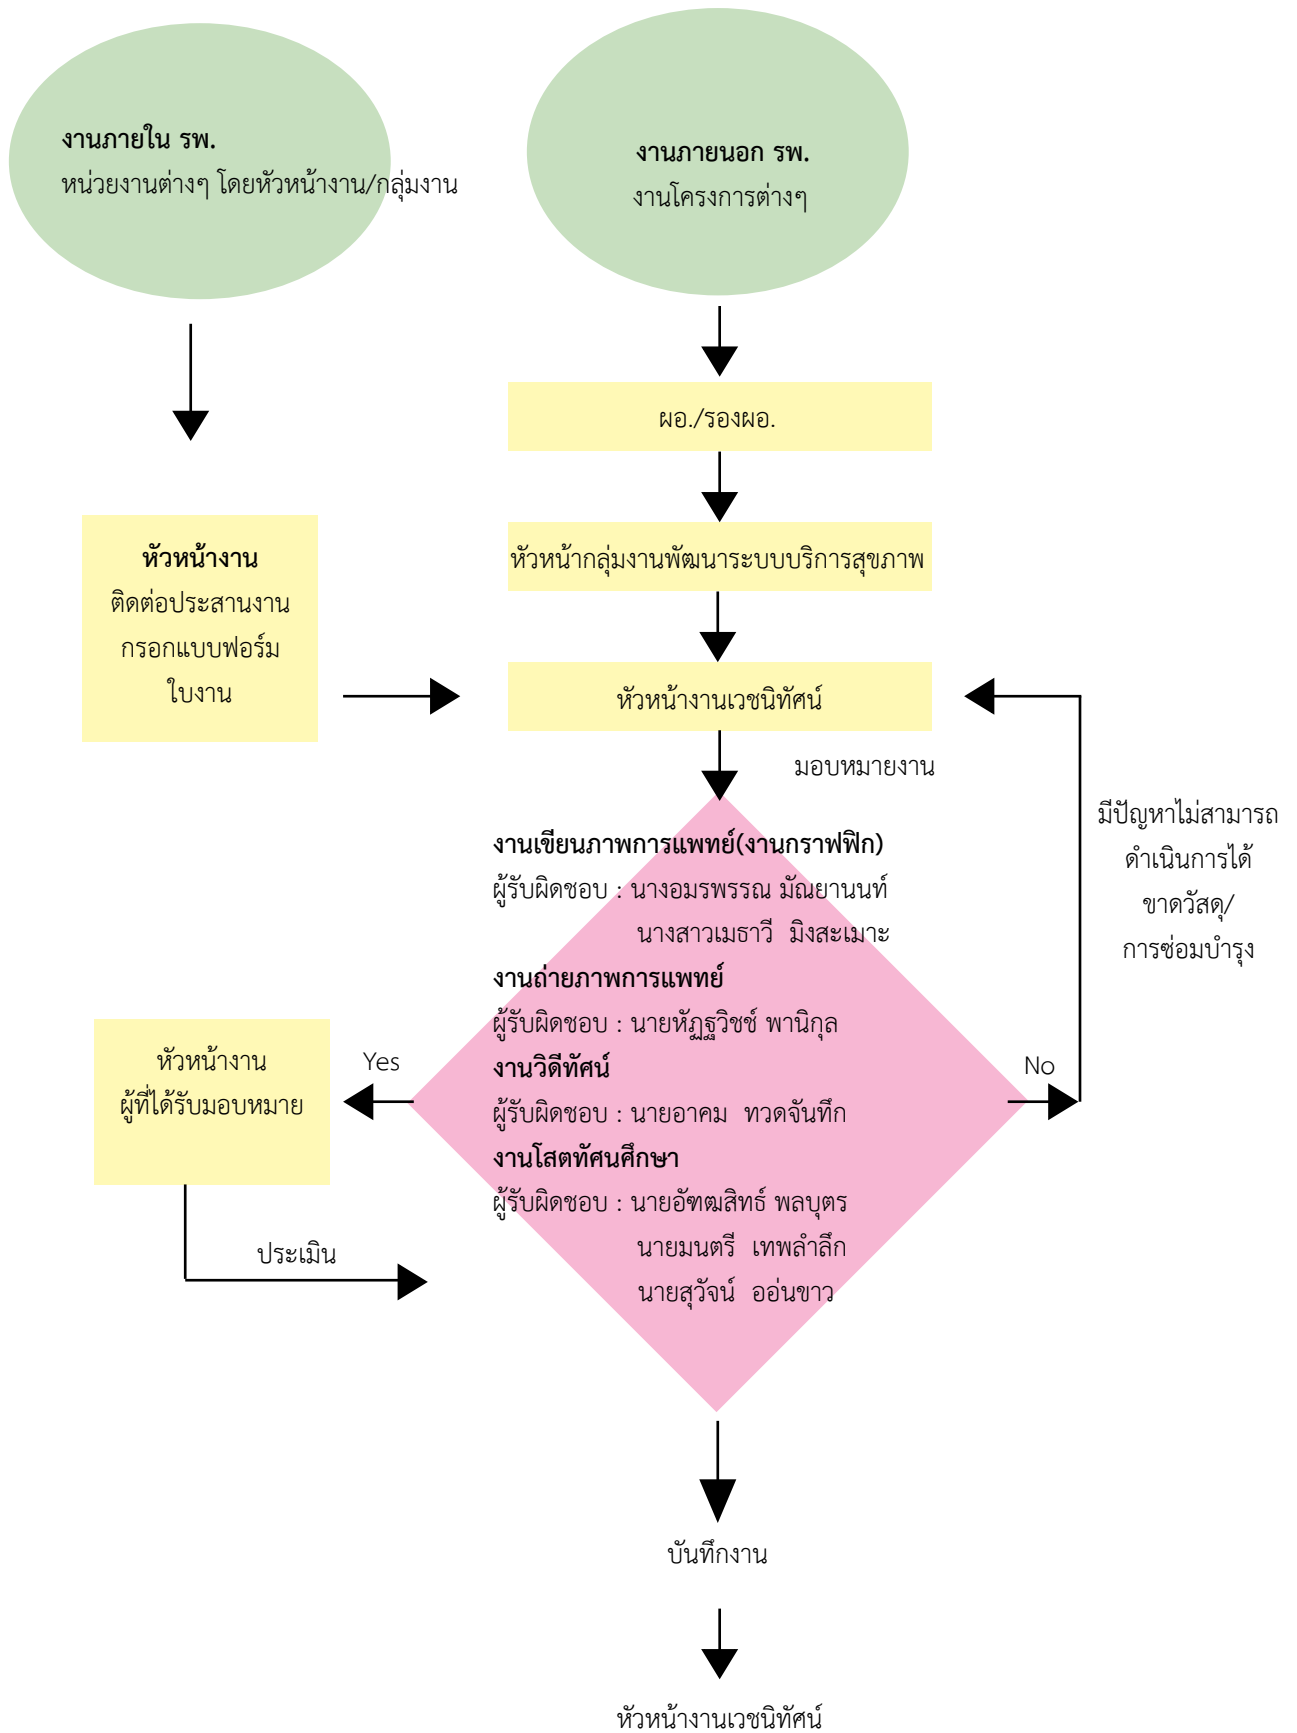 งานภายใน รพ.
หน่วยงานต่างๆ โดยหัวหน้างาน/กลุ่มงาน
งานภายนอก รพ.
งานโครงการต่างๆ
ผอ./รองผอ.
หัวหน้ากลุ่มงานพัฒนาระบบบริการสุขภาพ
หัวหน้างาน
ติดต่อประสานงาน
กรอกแบบฟอร์ม
ใบงาน
หัวหน้างานเวชนิทัศน์
มอบหมายงาน
มีปัญหาไม่สามารถ
ดำเนินการได้
ขาดวัสดุ/
การซ่อมบำรุง
งานเขียนภาพการแพทย์(งานกราฟฟิก)
ผู้รับผิดชอบ : นางอมรพรรณ มัณยานนท์
นางสาวเมธาวี มิงสะเมาะ
งานถ่ายภาพการแพทย์
ผู้รับผิดชอบ : นายหัฏฐวิชช์ พานิกุล
งานวิดีทัศน์
ผู้รับผิดชอบ : นายอาคม ทวดจันทึก
งานโสตทัศนศึกษา
ผู้รับผิดชอบ : นายอัฑฒสิทธ์ พลบุตร
นายมนตรี เทพลำลึก
นายสุวัจน์ ออ่นขาว
Yes
No
หัวหน้างาน
ผู้ที่ได้รับมอบหมาย
ประเมิน
บันทึกงาน
หัวหน้างานเวชนิทัศน์